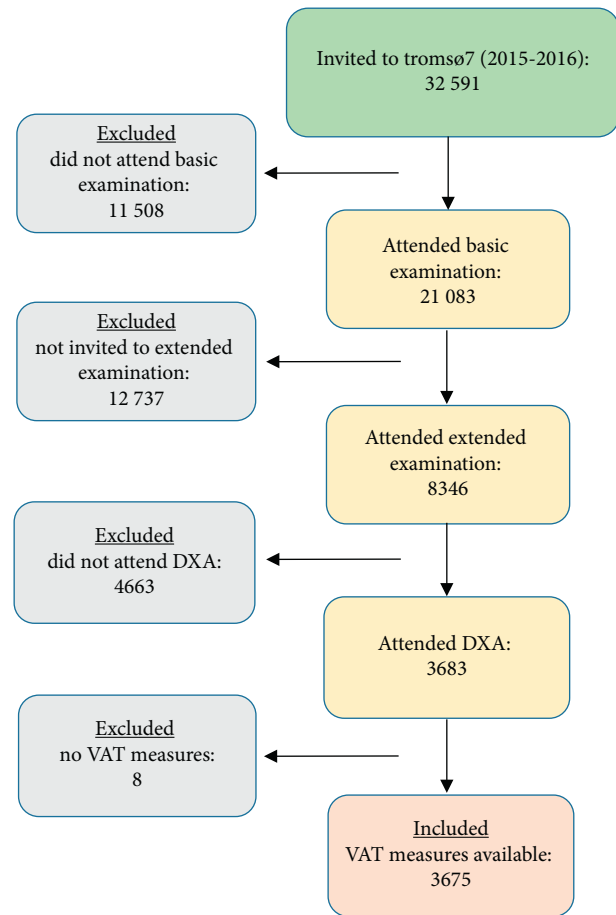 Invited to tromsø7 (2015-2016):
32 591
Excluded
did not attend basic
examination:
11 508
Attended basic
examination:
21 083
Excluded
not invited to extended
examination:
12 737
Attended extended
examination:
8346
Excluded
did not attend DXA:
4663
Attended DXA:
3683
Excluded
no VAT measures:
8
Included
VAT measures available:
3675